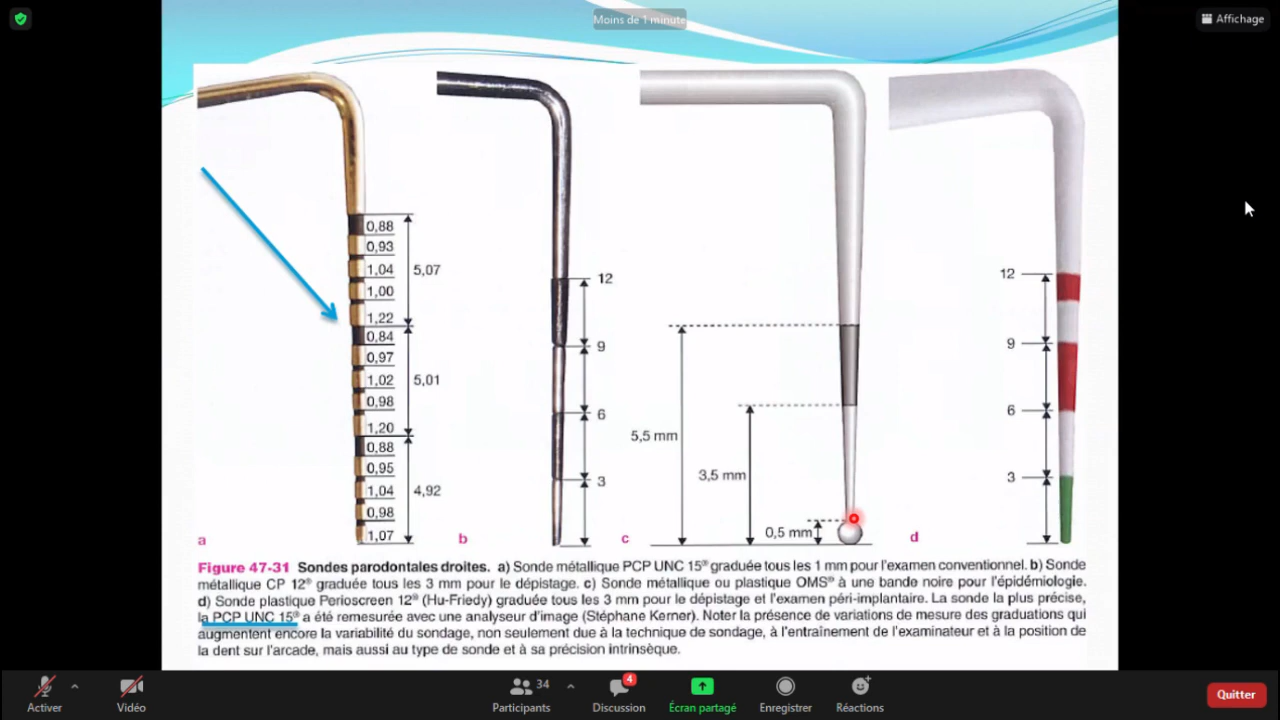 Moins de 1 minute
Affichage
0,88
0,93
1,04
1,00
1,22
5,07
0,84
0,97
1,02
0,98
1,20
5,01
0,88
0,95
1,04
0,98
1,07
4,92
a
12
9
6
3
b
5,5 mm
3,5 mm
0,5 mm
c
12
9
6
3
d
Figure 47-31 Sondes parodontales droites. a) Sonde métallique PCP UNC 15® graduée tous les 1 mm pour l'examen conventionnel. b) Sonde
métallique CP 12® graduée tous les 3 mm pour le dépistage. c) Sonde métallique ou plastique OMS® à une bande noire pour l'épidémiologie.
d) Sonde plastique Perioscreen 12® (Hu-Friedy) graduée tous les 3 mm pour le dépistage et l'examen péri-implantaire. La sonde la plus précise,
la PCP UNC 15® a été remesurée avec une analyseur d'image (Stéphane Kerner). Noter la présence de variations de mesure des graduations qui
augmentent encore la variabilité du sondage, non seulement due à la technique de sondage, à l'entraînement de l'examinateur et à la position de
la dent sur l'arcade, mais aussi au type de sonde et à sa précision intrinsèque.
Activer
Vidéo
34
Participants
4
Discussion
Écran partagé
Enregistrer
Réactions
Quitter